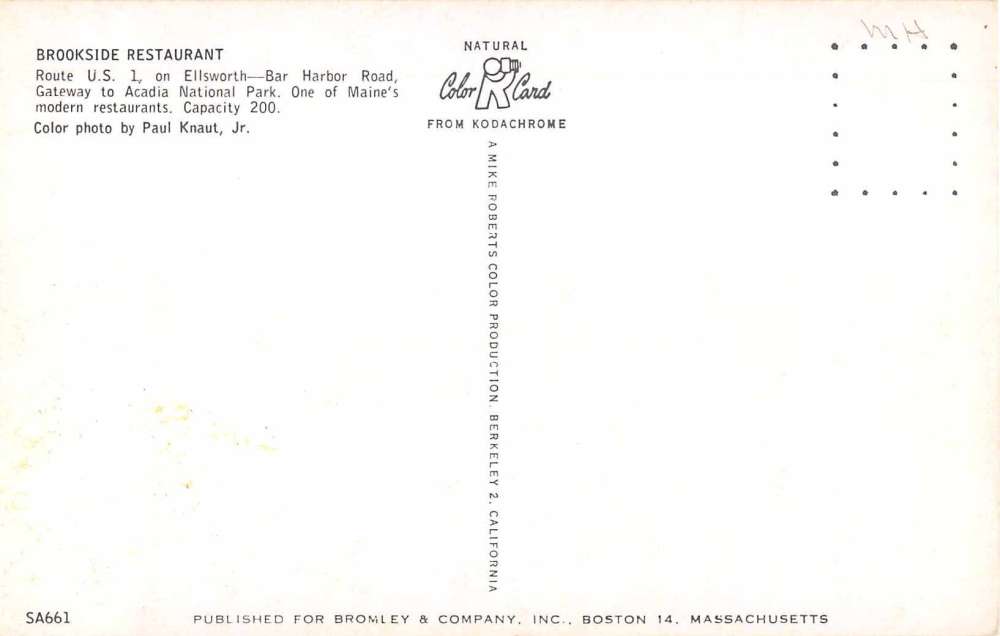 BROOKSIDE RESTAURANT
Route U.S. 1, on Ellsworth—Bar Harbor Road,
Gateway to Acadia National Park. One of Maine's
modern restaurants. Capacity 200.
Color photo by Paul Knaut, Jr.
NATURAL
Color Card
FROM KODACHROME
A MIKE ROBERTS COLOR PRODUCTION, BERKELEY 2, CALIFORNIA
MH
SA661
PUBLISHED FOR BROMLEY & COMPANY, INC., BOSTON 14, MASSACHUSETTS